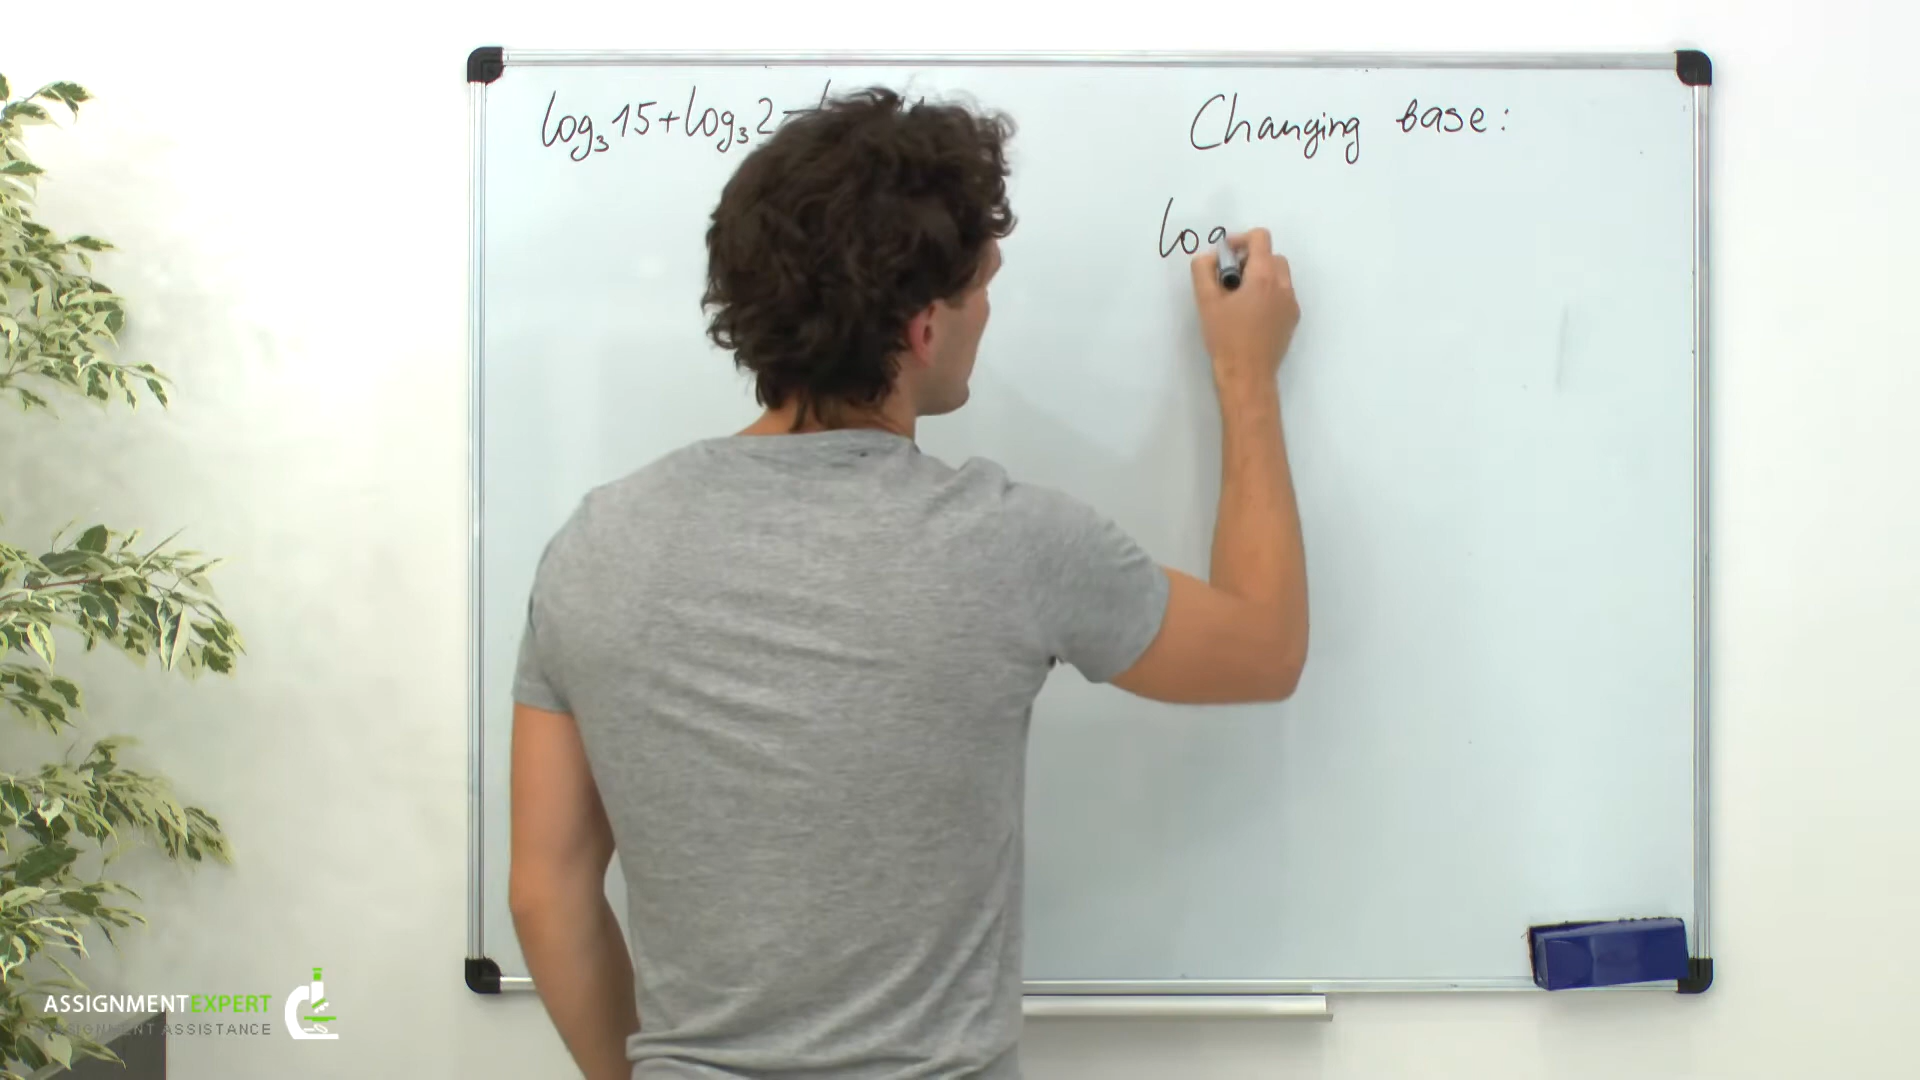 log₃15+log₃2-
Changing base:
log
ASSIGNMENTEXPERT
ASSIGNMENT ASSISTANCE